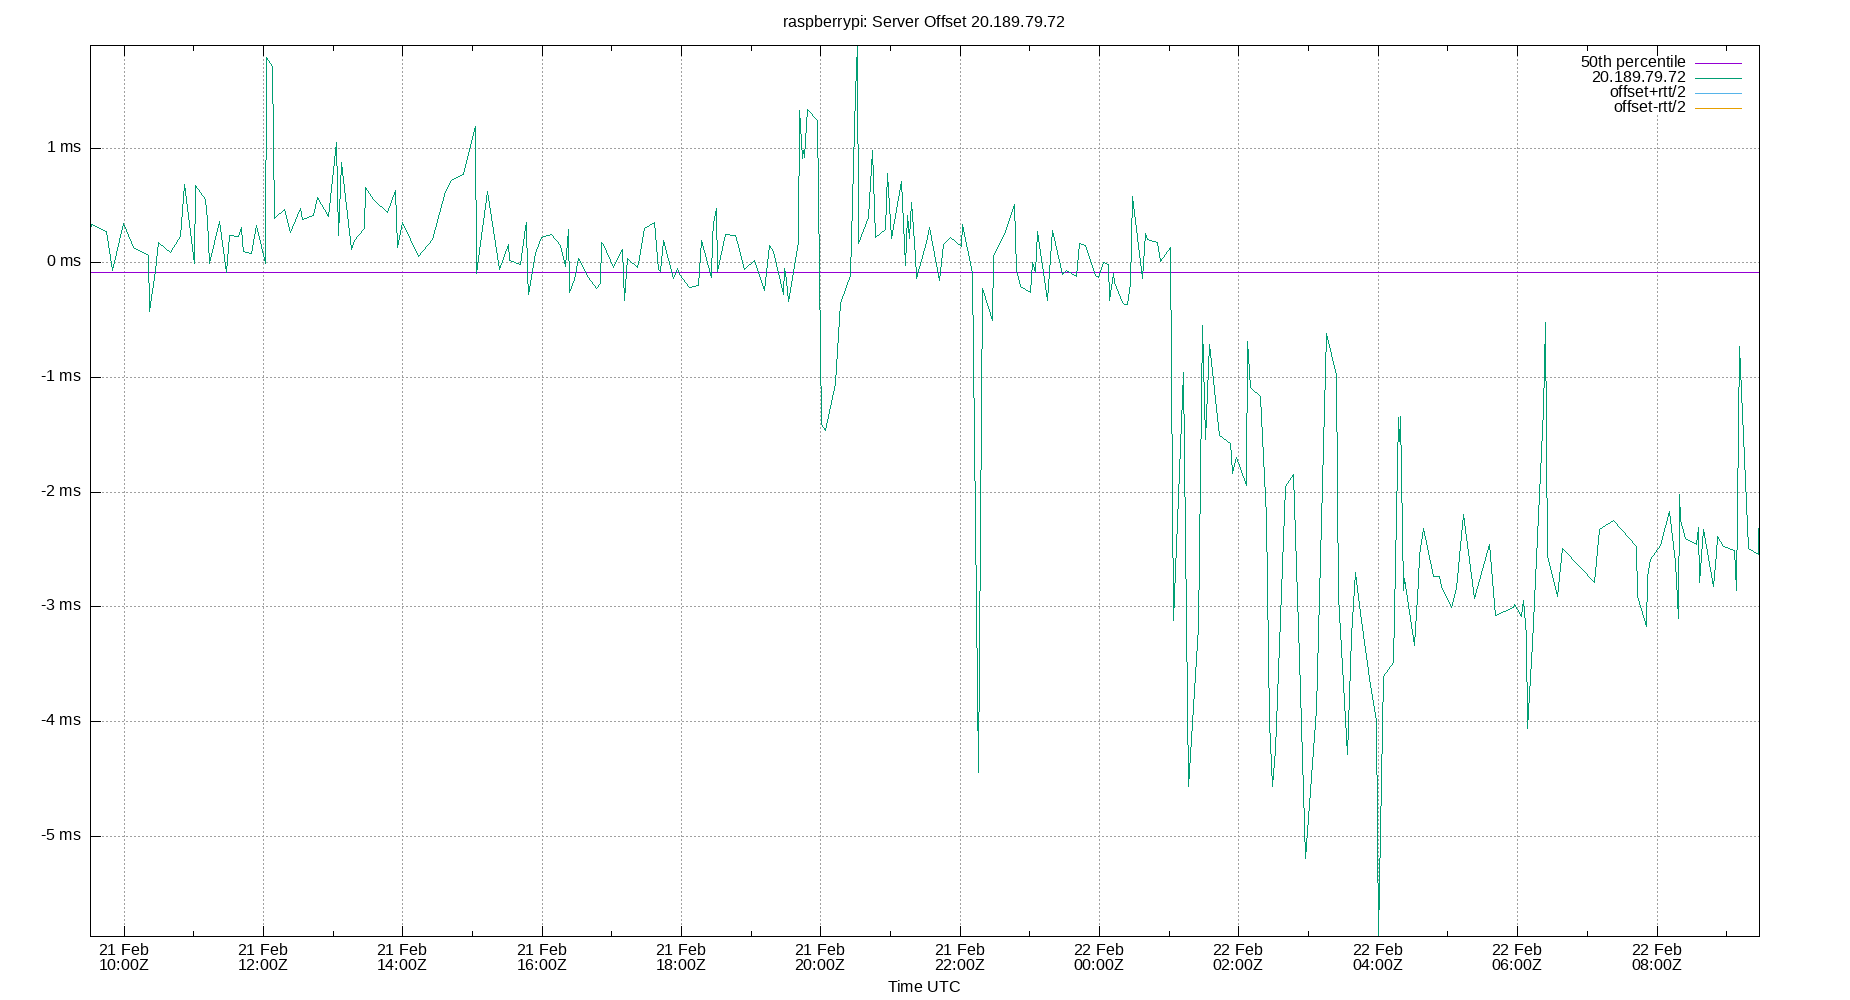 raspberrypi: Server Offset 20.189.79.72
50th percentile
20.189.79.72
offset+rtt/2
offset-rtt/2
1 ms
0 ms
-1 ms
-2 ms
-3 ms
-4 ms
-5 ms
21 Feb 21 Feb 21 Feb 21 Feb 21 Feb 21 Feb 21 Feb 22 Feb 22 Feb 22 Feb 22 Feb 22 Feb
10:00Z 12:00Z 14:00Z 16:00Z 18:00Z 20:00Z 22:00Z 00:00Z 02:00Z 04:00Z 06:00Z 08:00Z
Time UTC